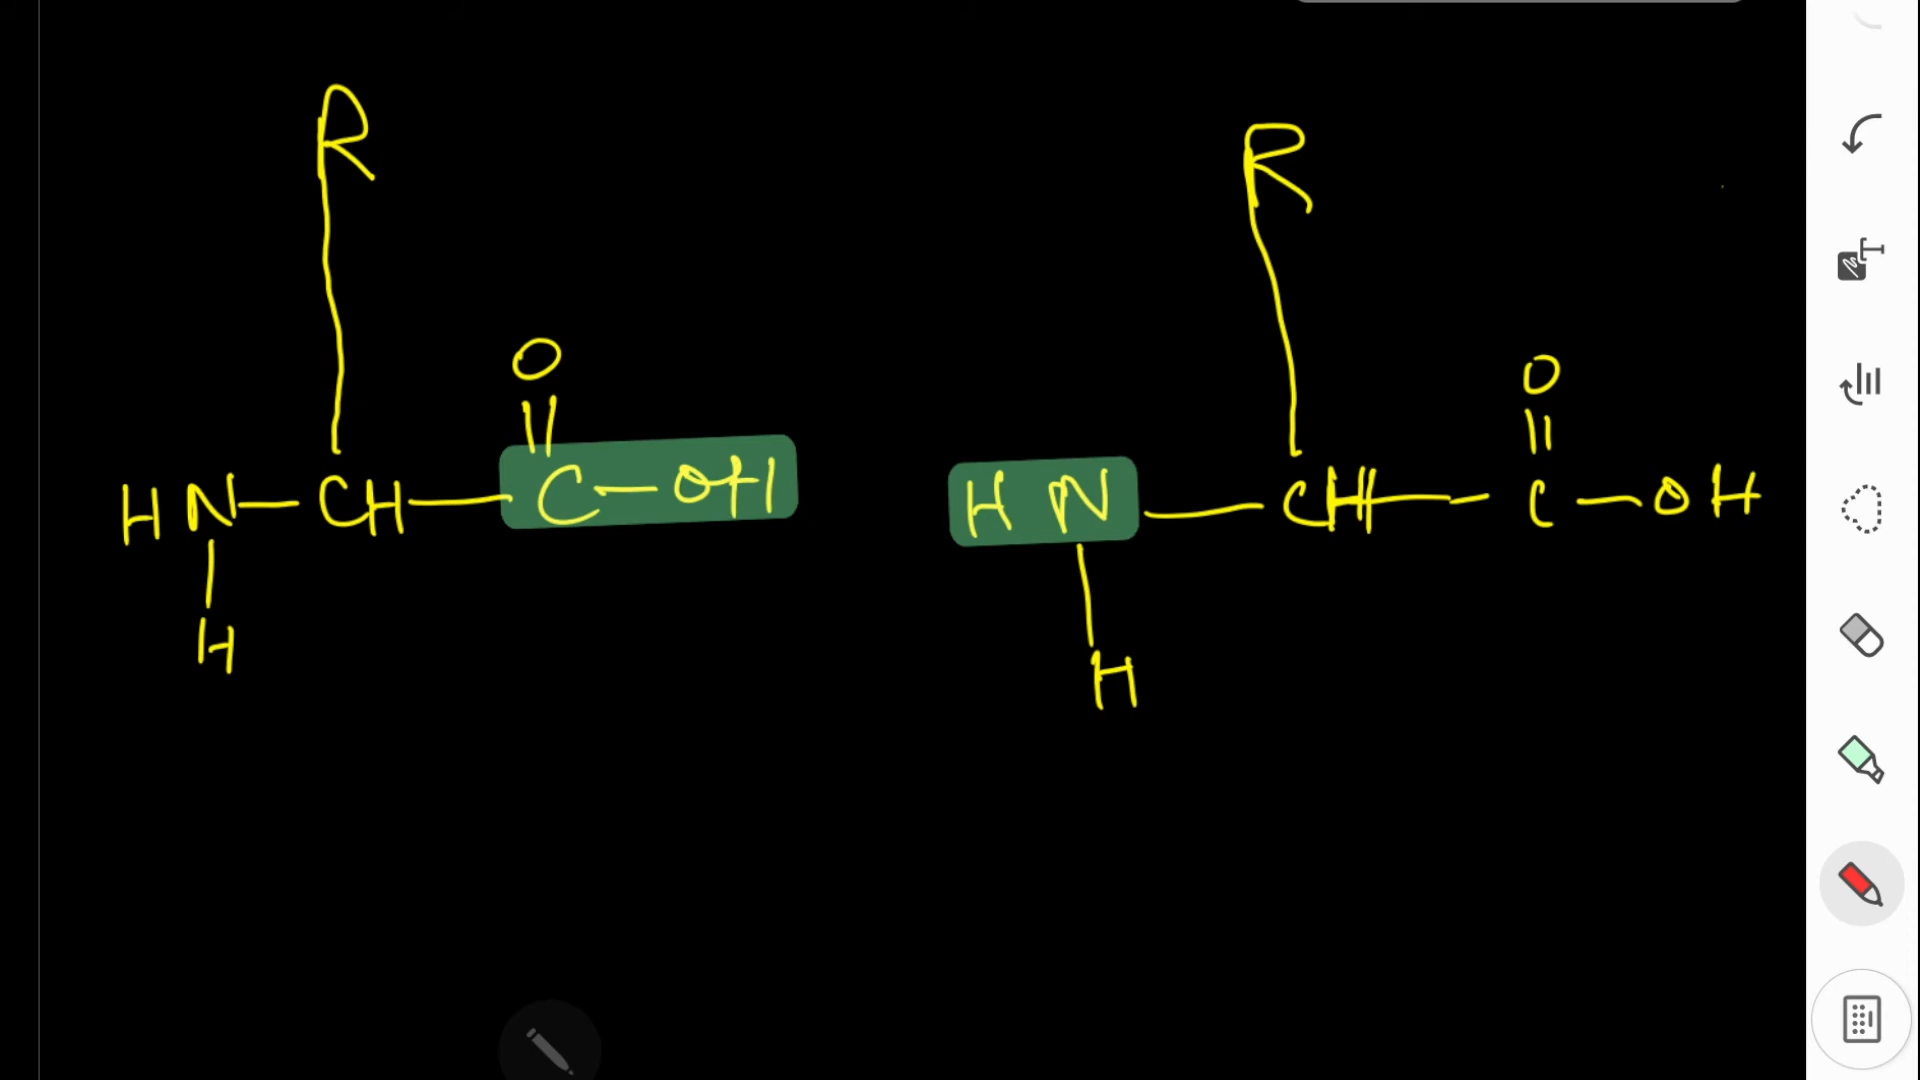 R R
O O
HN—CH—C—OH HN—CH—C—OH
H H